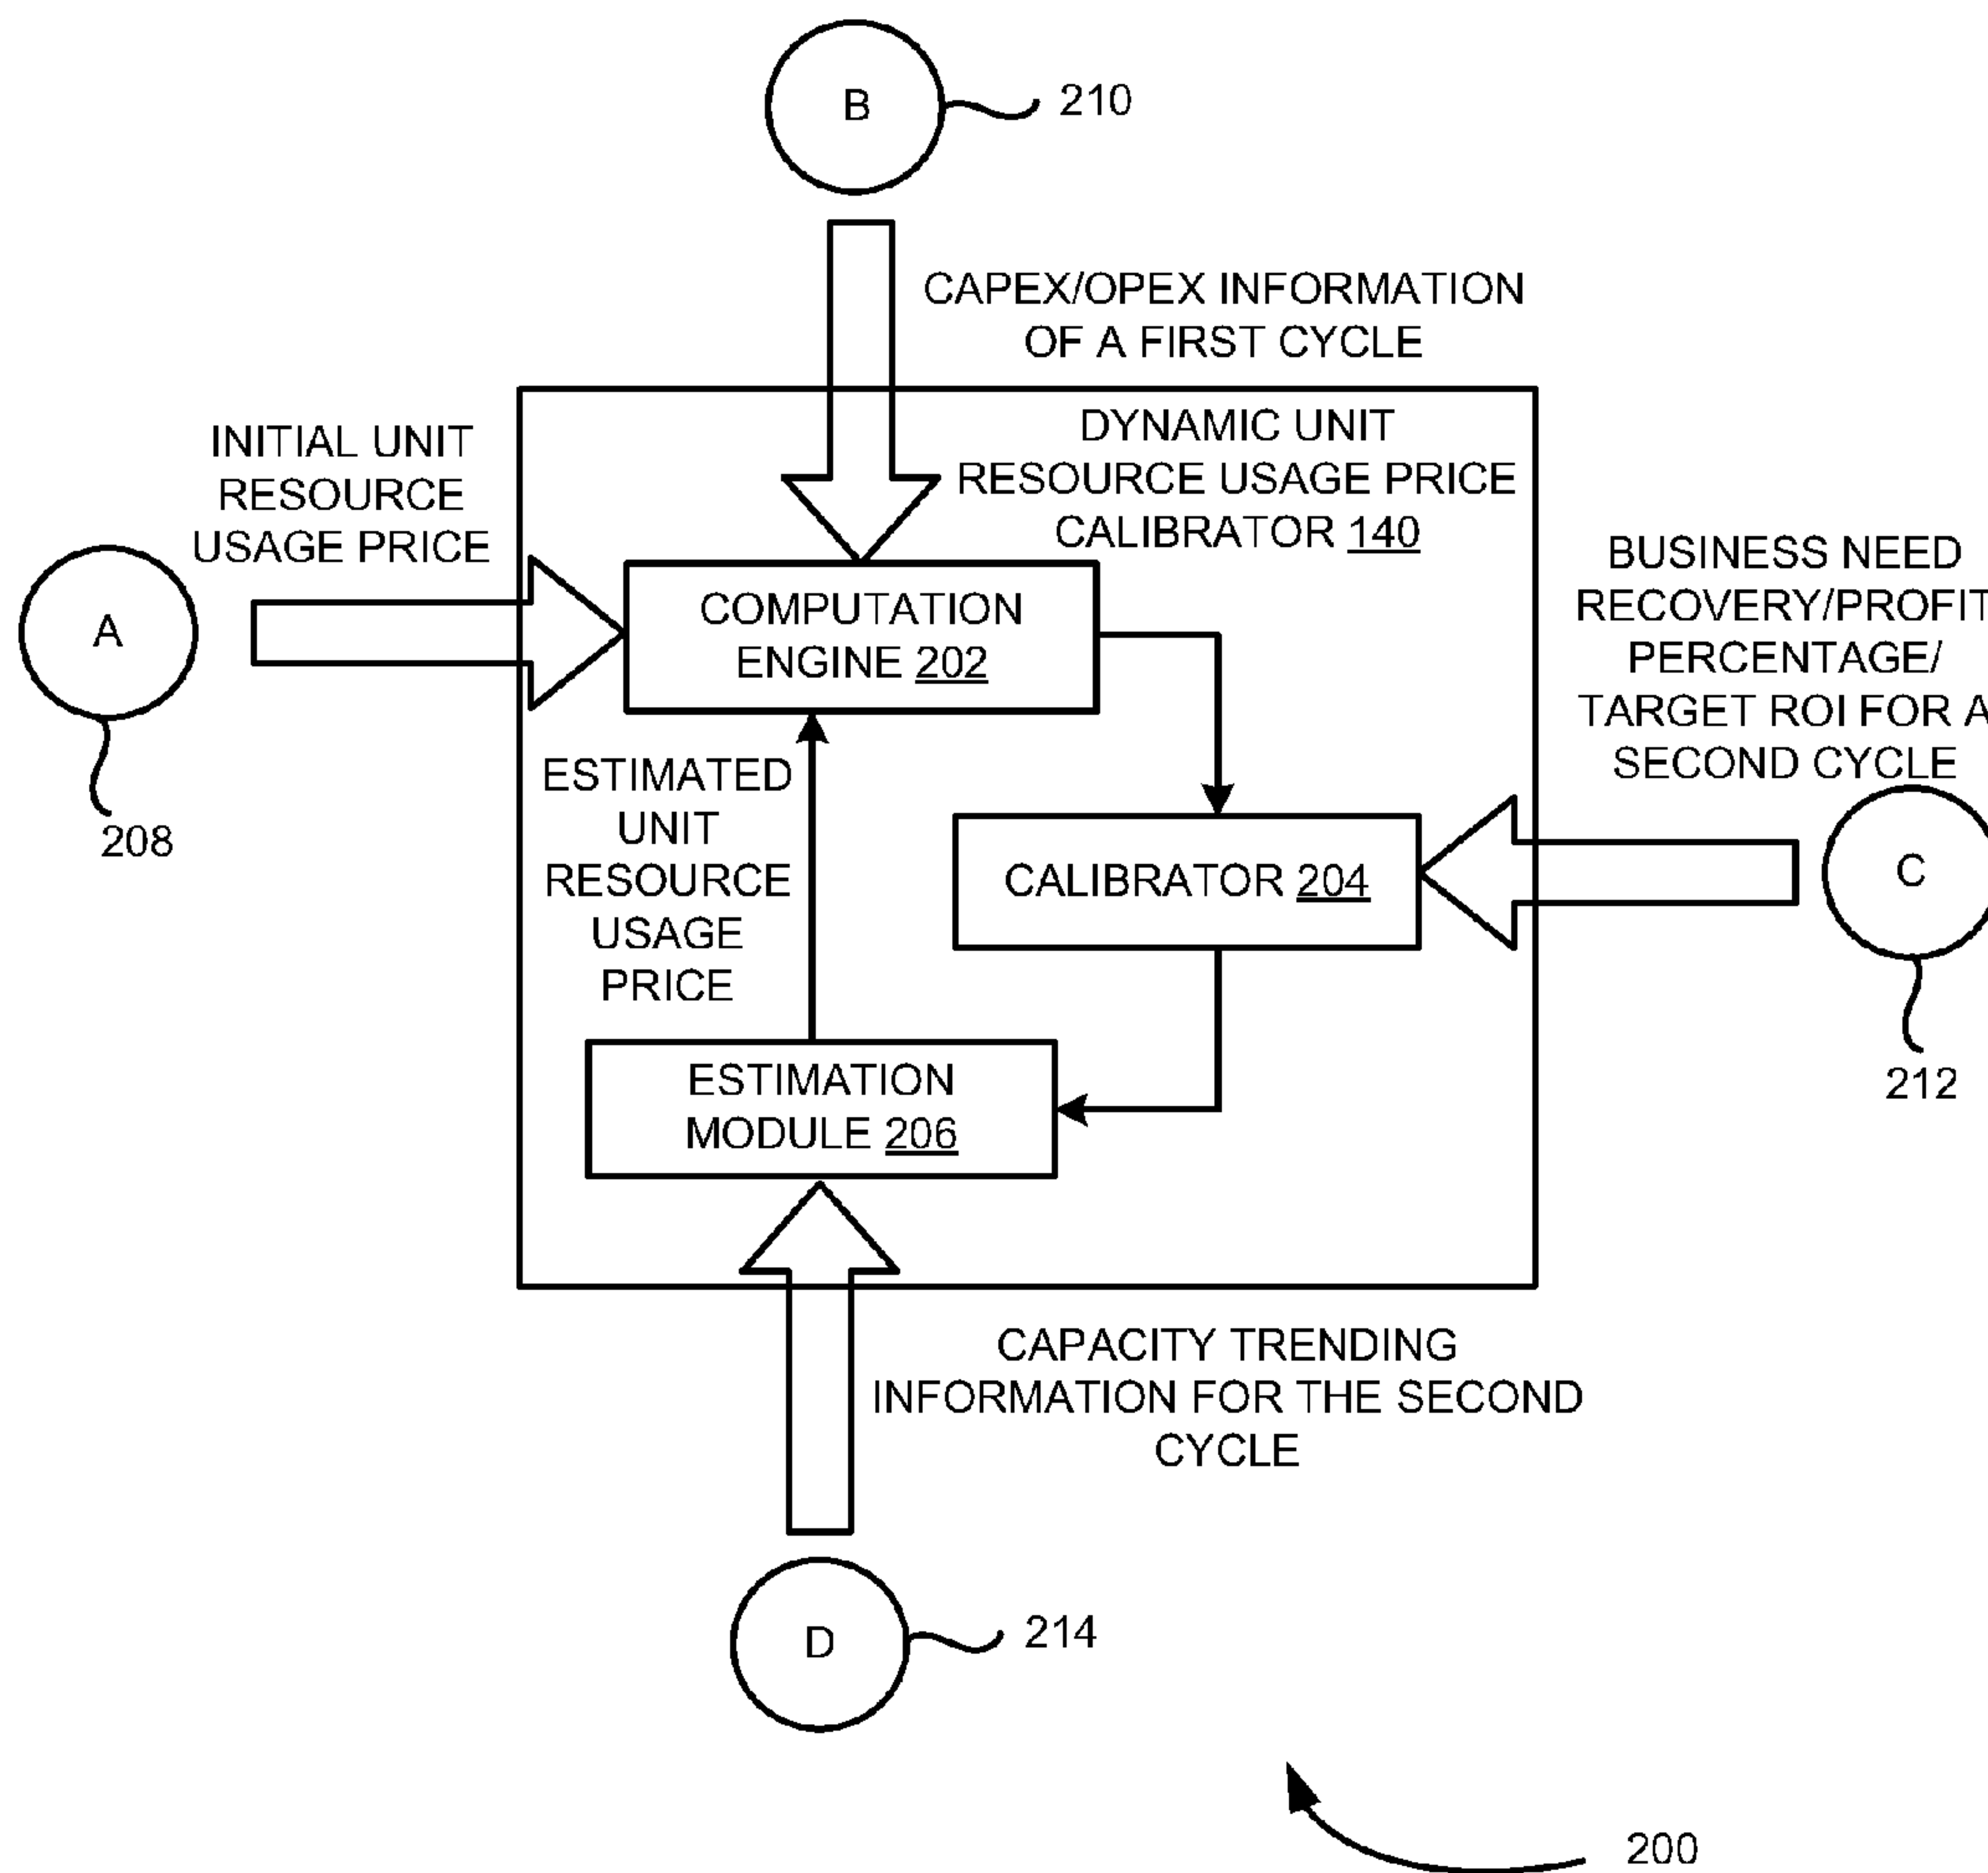 B
210
CAPEX/OPEX INFORMATION
OF A FIRST CYCLE
INITIAL UNIT
RESOURCE
USAGE PRICE
A
208
DYNAMIC UNIT
RESOURCE USAGE PRICE
CALIBRATOR 140
COMPUTATION
ENGINE 202
BUSINESS NEED
RECOVERY/PROFIT
PERCENTAGE/
TARGET ROI FOR A
SECOND CYCLE
C
212
ESTIMATED
UNIT
RESOURCE
USAGE
PRICE
CALIBRATOR 204
ESTIMATION
MODULE 206
CAPACITY TRENDING
INFORMATION FOR THE SECOND
CYCLE
D
214
200